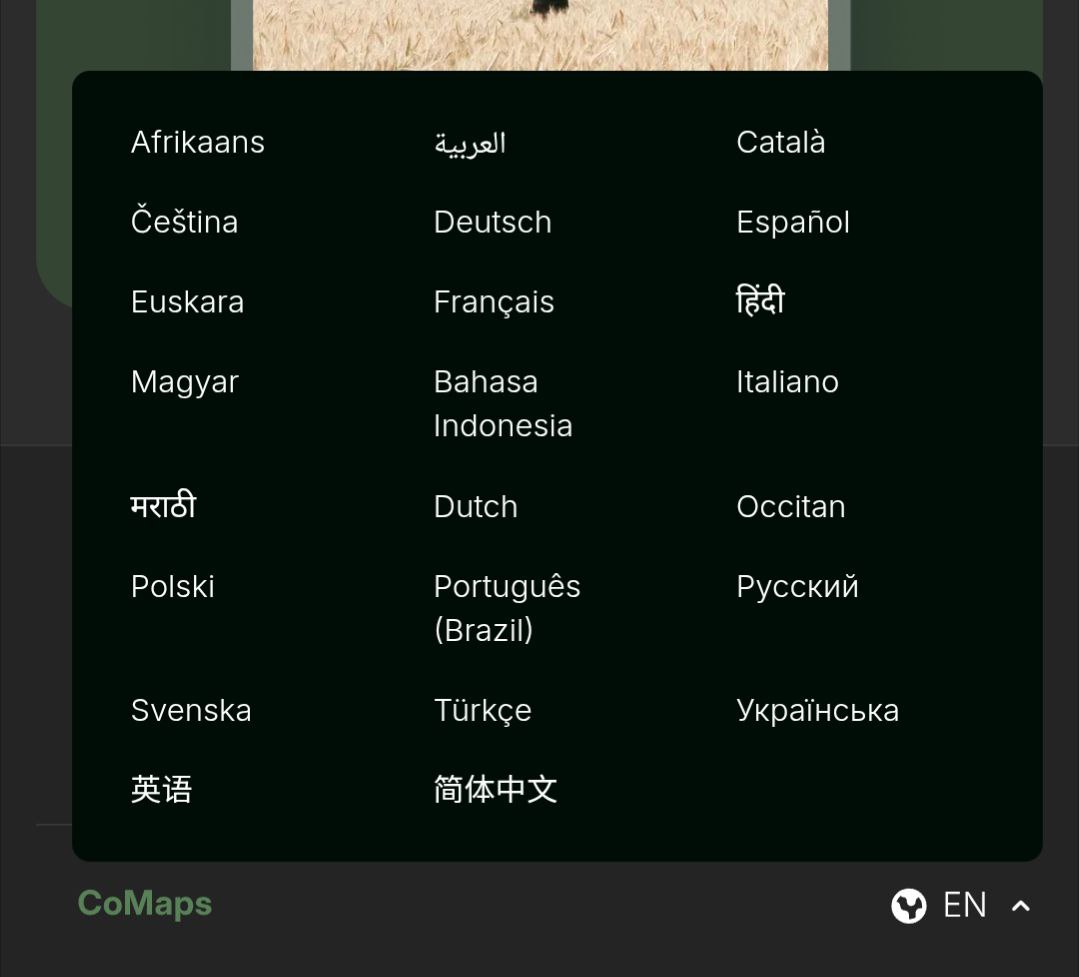 Afrikaans
العربية
Català
Čeština
Deutsch
Español
Euskara
Français
हिंदी
Magyar
Bahasa
Indonesia
Italiano
मराठी
Dutch
Occitan
Polski
Português
(Brazil)
Русский
Svenska
Türkçe
Українська
英语
简体中文
CoMaps
EN